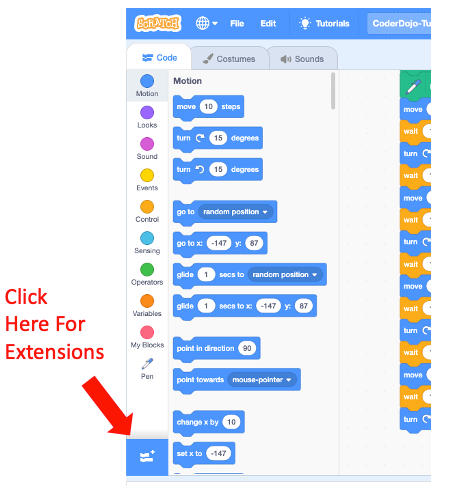 SCRATCH
File
Edit
Tutorials
CoderDojo-Tu
Code
Costumes
Sounds
Motion
Looks
Sound
Events
Control
Sensing
Operators
Variables
My Blocks
Pen
Motion
move 10 steps
turn 15 degrees
turn 15 degrees
go to random position
go to x: -147 y: 87
glide 1 secs to random position
glide 1 secs to x: -147 y: 87
point in direction 90
point towards mouse-pointer
change x by 10
set x to -147
move
wait
turn
wait
move
wait
turn
wait
move
wait
turn
wait
move
wait
turn
Click
Here For
Extensions